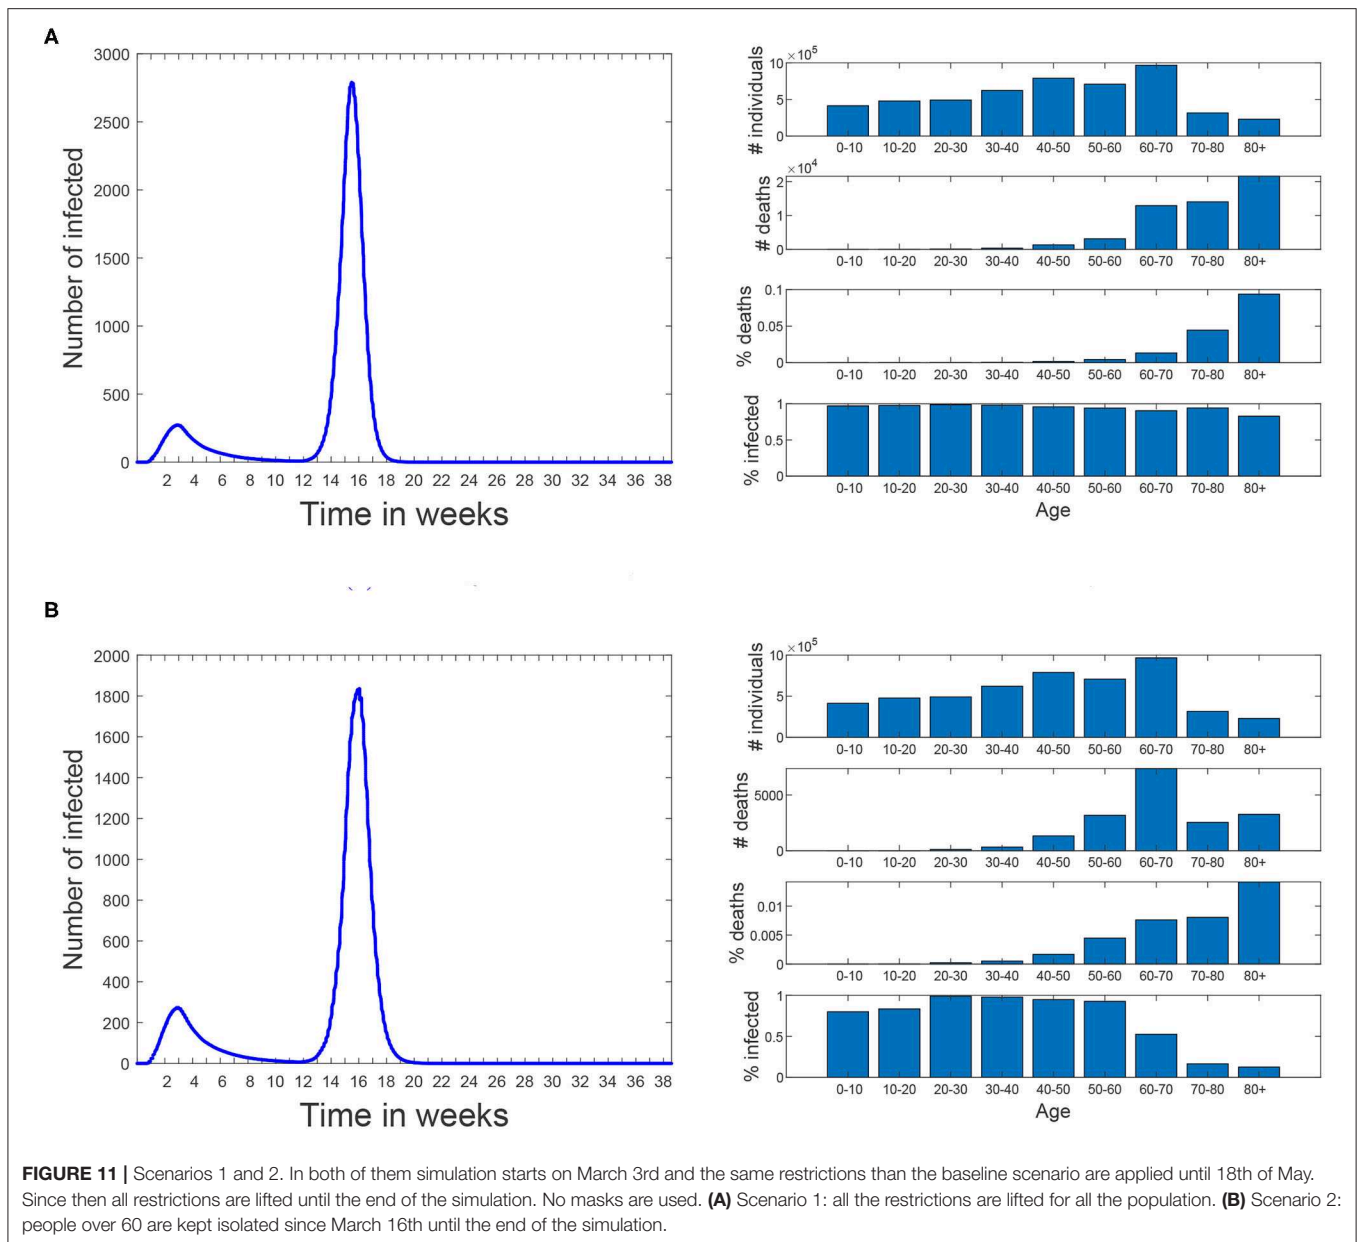 A
3000
2500
2000
1500
1000
500
0
Number of infected
2 4 6 8 10 12 14 16 18 20 22 24 26 28 30 32 34 36 38
Time in weeks
×10^5
10
5
0
# individuals
0-10 10-20 20-30 30-40 40-50 50-60 60-70 70-80 80+
×10^4
2
1
0
# deaths
0-10 10-20 20-30 30-40 40-50 50-60 60-70 70-80 80+
0.1
0.05
0
% deaths
0-10 10-20 20-30 30-40 40-50 50-60 60-70 70-80 80+
1
0.5
0
% infected
0-10 10-20 20-30 30-40 40-50 50-60 60-70 70-80 80+
Age
B
2000
1800
1600
1400
1200
1000
800
600
400
200
0
Number of infected
2 4 6 8 10 12 14 16 18 20 22 24 26 28 30 32 34 36 38
Time in weeks
×10^5
10
5
0
# individuals
0-10 10-20 20-30 30-40 40-50 50-60 60-70 70-80 80+
5000
0
# deaths
0-10 10-20 20-30 30-40 40-50 50-60 60-70 70-80 80+
0.01
0.005
0
% deaths
0-10 10-20 20-30 30-40 40-50 50-60 60-70 70-80 80+
1
0.5
0
% infected
0-10 10-20 20-30 30-40 40-50 50-60 60-70 70-80 80+
Age
FIGURE 11 | Scenarios 1 and 2. In both of them simulation starts on March 3rd and the same restrictions than the baseline scenario are applied until 18th of May.
Since then all restrictions are lifted until the end of the simulation. No masks are used. (A) Scenario 1: all the restrictions are lifted for all the population. (B) Scenario 2:
people over 60 are kept isolated since March 16th until the end of the simulation.